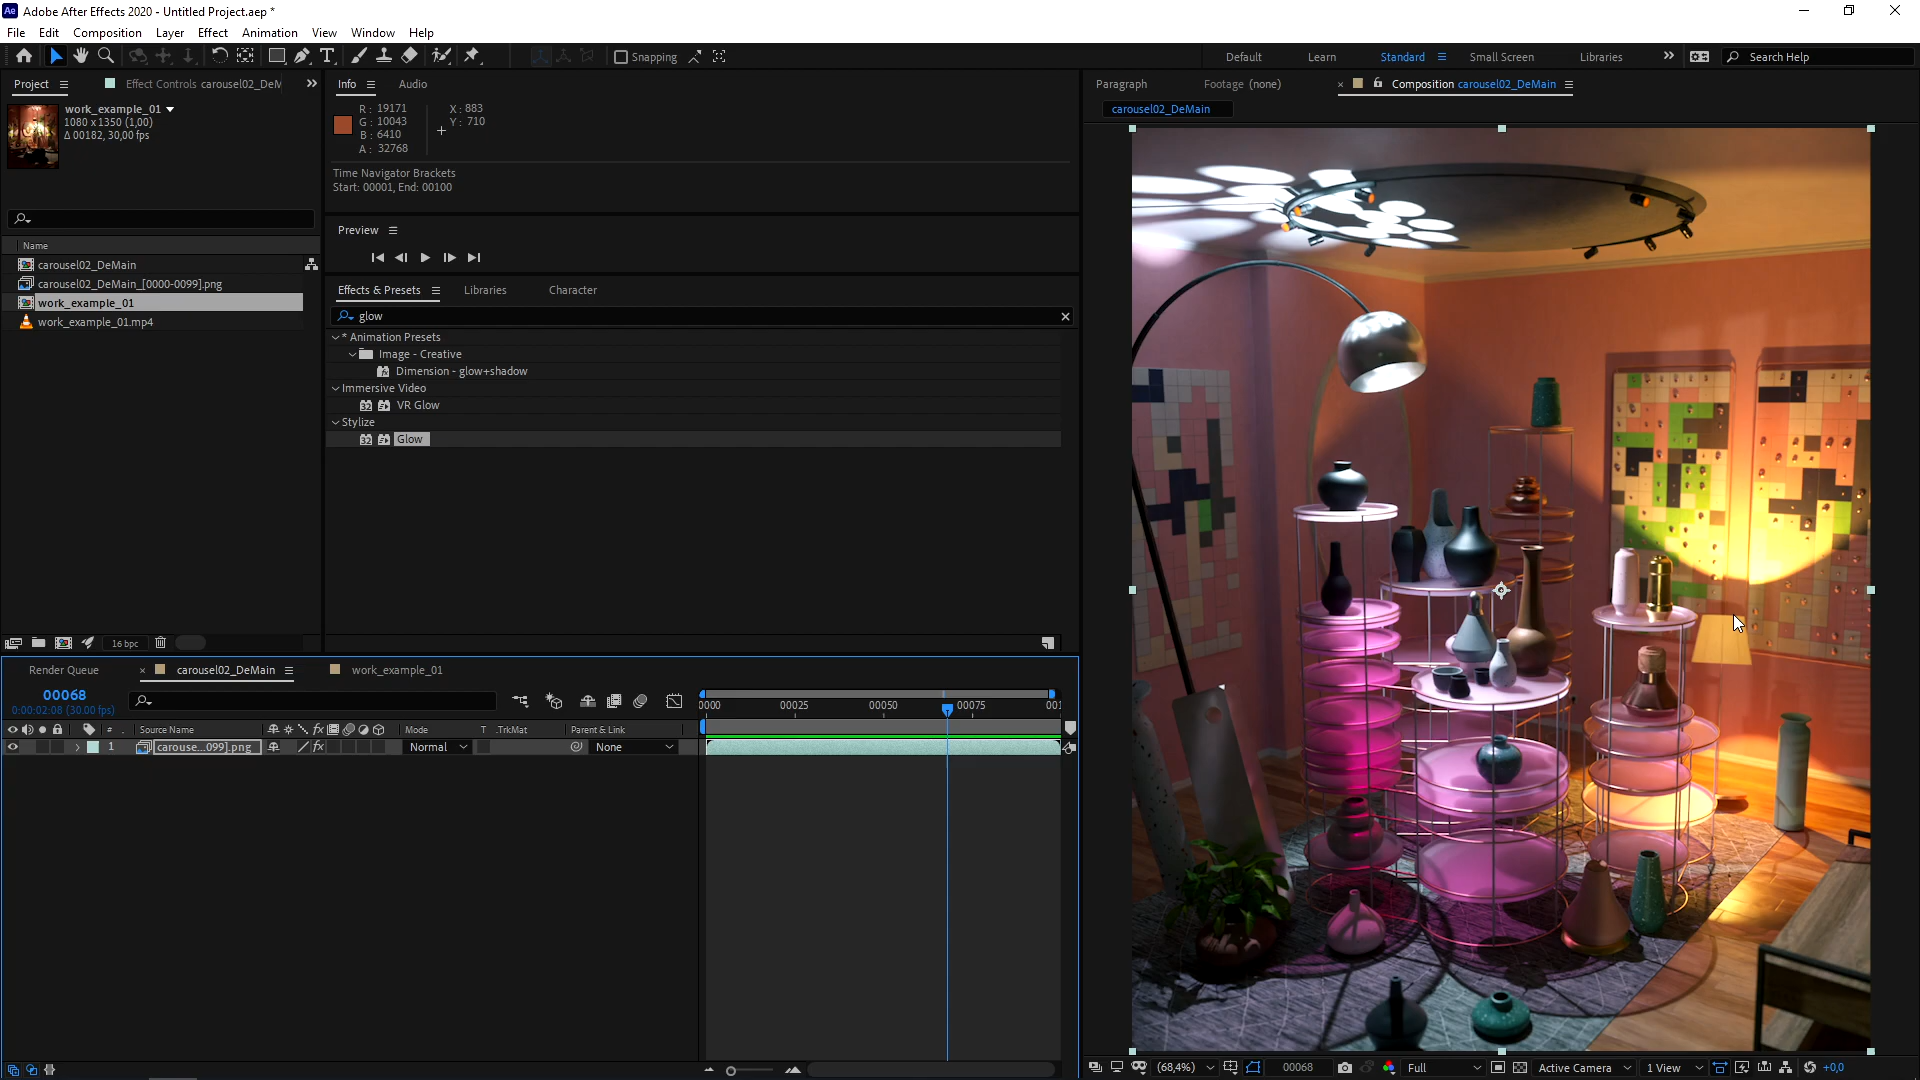 Adobe After Effects 2020 - Untitled Project.aep *
File Edit Composition Layer Effect Animation View Window Help
Snapping
Default Learn Standard Small Screen Libraries Search Help
Project Effect Controls carousel02_DeM
work_example_01
1080 x 1350 (1,00)
Δ 00182, 30,00 fps
Name
carousel02_DeMain
carousel02_DeMain_[0000-0099].png
work_example_01
work_example_01.mp4
16 bpc
Info Audio
R: 19171 X: 883
G: 10043 Y: 710
B: 6410
A: 32768
Time Navigator Brackets
Start: 00001, End: 00100
Preview
Effects & Presets Libraries Character
glow
* Animation Presets
Image - Creative
Dimension - glow+shadow
Immersive Video
32 VR Glow
Stylize
32 Glow
Paragraph Footage (none) Composition carousel02_DeMain
carousel02_DeMain
Render Queue carousel02_DeMain work_example_01
00068
0:00:02:08 (30.00 fps)
0000 00025 00050 00075 001
# Source Name fx Mode T .TrkMat Parent & Link
1 carouse...099].png fx Normal None
(68,4%) 00068 Full Active Camera 1 View +0,0